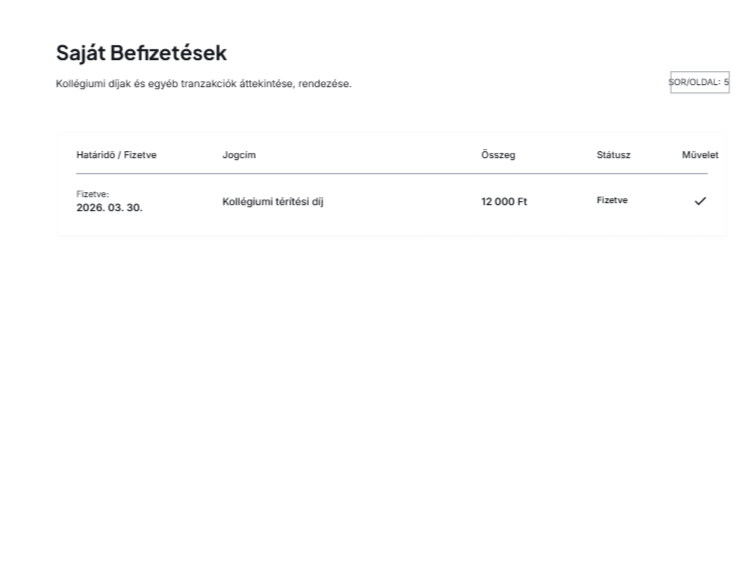 Saját Befizetések
Kollégiumi díjak és egyéb tranzakciók áttekintése, rendezése.
SOR/OLDAL: 5
Határidő / Fizetve Jogcím Összeg Státusz Művelet
Fizetve:
2026. 03. 30. Kollégiumi térítési díj 12 000 Ft Fizetve